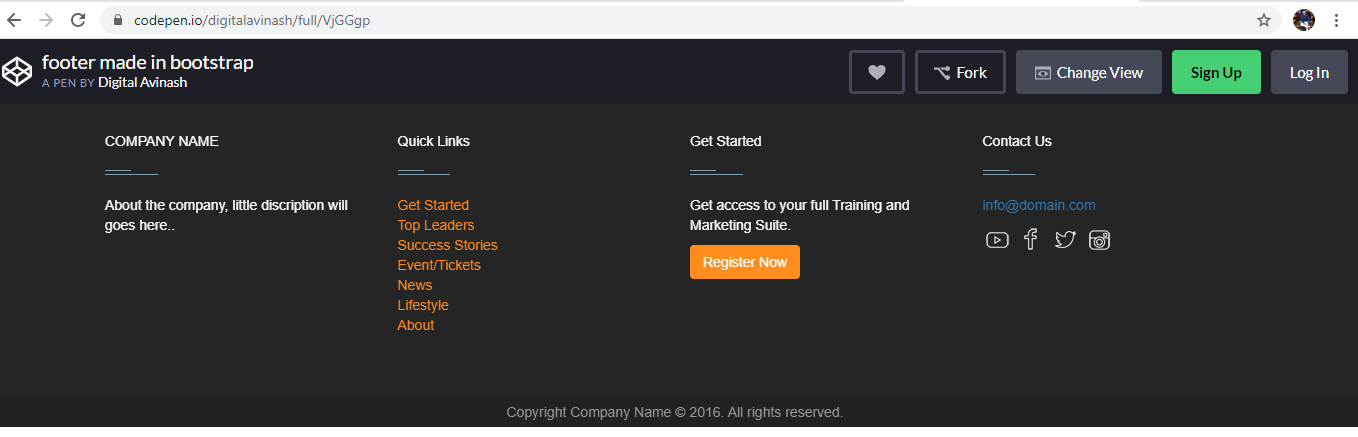 codepen.io/digitalavinash/full/VjGGgp
footer made in bootstrap
A PEN BY Digital Avinash
Fork
Change View
Sign Up
Log In
COMPANY NAME
About the company, little discription will
goes here..
Quick Links
Get Started
Top Leaders
Success Stories
Event/Tickets
News
Lifestyle
About
Get Started
Get access to your full Training and
Marketing Suite.
Register Now
Contact Us
info@domain.com
Copyright Company Name © 2016. All rights reserved.